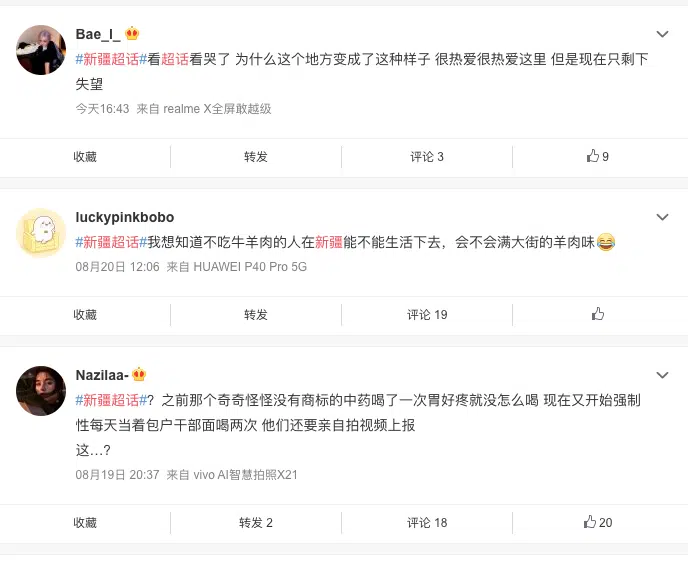 Bae_l_
#新疆超话#看超话看哭了 为什么这个地方变成了这种样子 很热爱很热爱这里 但是现在只剩下
失望
今天16:43 来自 realme X全屏敢越级
收藏 转发 评论 3 9
luckypinkbobo
#新疆超话#我想知道不吃牛羊肉的人在新疆能不能生活下去，会不会满大街的羊肉味
08月20日 12:06 来自 HUAWEI P40 Pro 5G
收藏 转发 评论 19
Nazilaa-
#新疆超话#？之前那个奇奇怪怪没有商标的中药喝了一次胃好疼就没怎么喝 现在又开始强制
性每天当着包户干部面喝两次 他们还要亲自拍视频上报
这...?
08月19日 20:37 来自 vivo AI智慧拍照X21
收藏 转发 2 评论 18 20